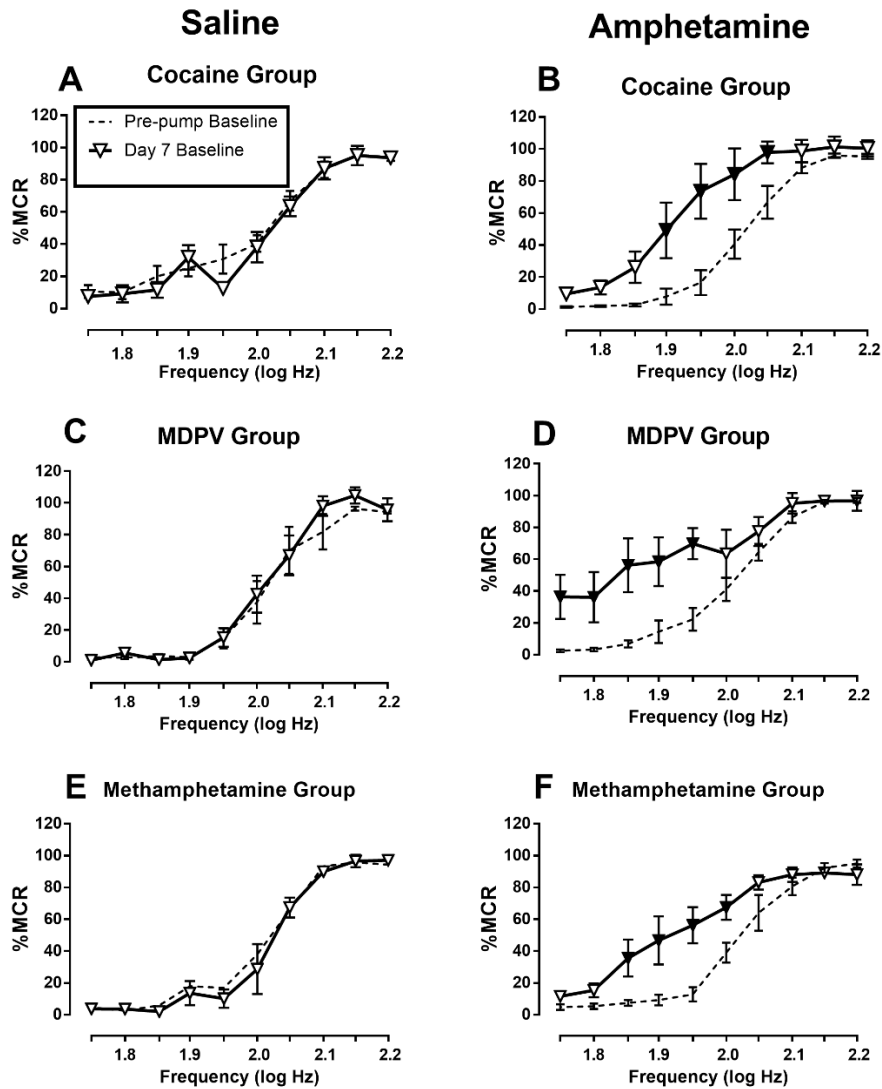 Saline
Amphetamine
A
Cocaine Group
Pre-pump Baseline
Day 7 Baseline
120
100
80
60
40
20
0
%MCR
1.8 1.9 2.0 2.1 2.2
Frequency (log Hz)
B
Cocaine Group
120
100
80
60
40
20
0
%MCR
1.8 1.9 2.0 2.1 2.2
Frequency (log Hz)
C
MDPV Group
120
100
80
60
40
20
0
%MCR
1.8 1.9 2.0 2.1 2.2
Frequency (log Hz)
D
MDPV Group
120
100
80
60
40
20
0
%MCR
1.8 1.9 2.0 2.1 2.2
Frequency (log Hz)
E
Methamphetamine Group
120
100
80
60
40
20
0
%MCR
1.8 1.9 2.0 2.1 2.2
Frequency (log Hz)
F
Methamphetamine Group
120
100
80
60
40
20
0
%MCR
1.8 1.9 2.0 2.1 2.2
Frequency (log Hz)